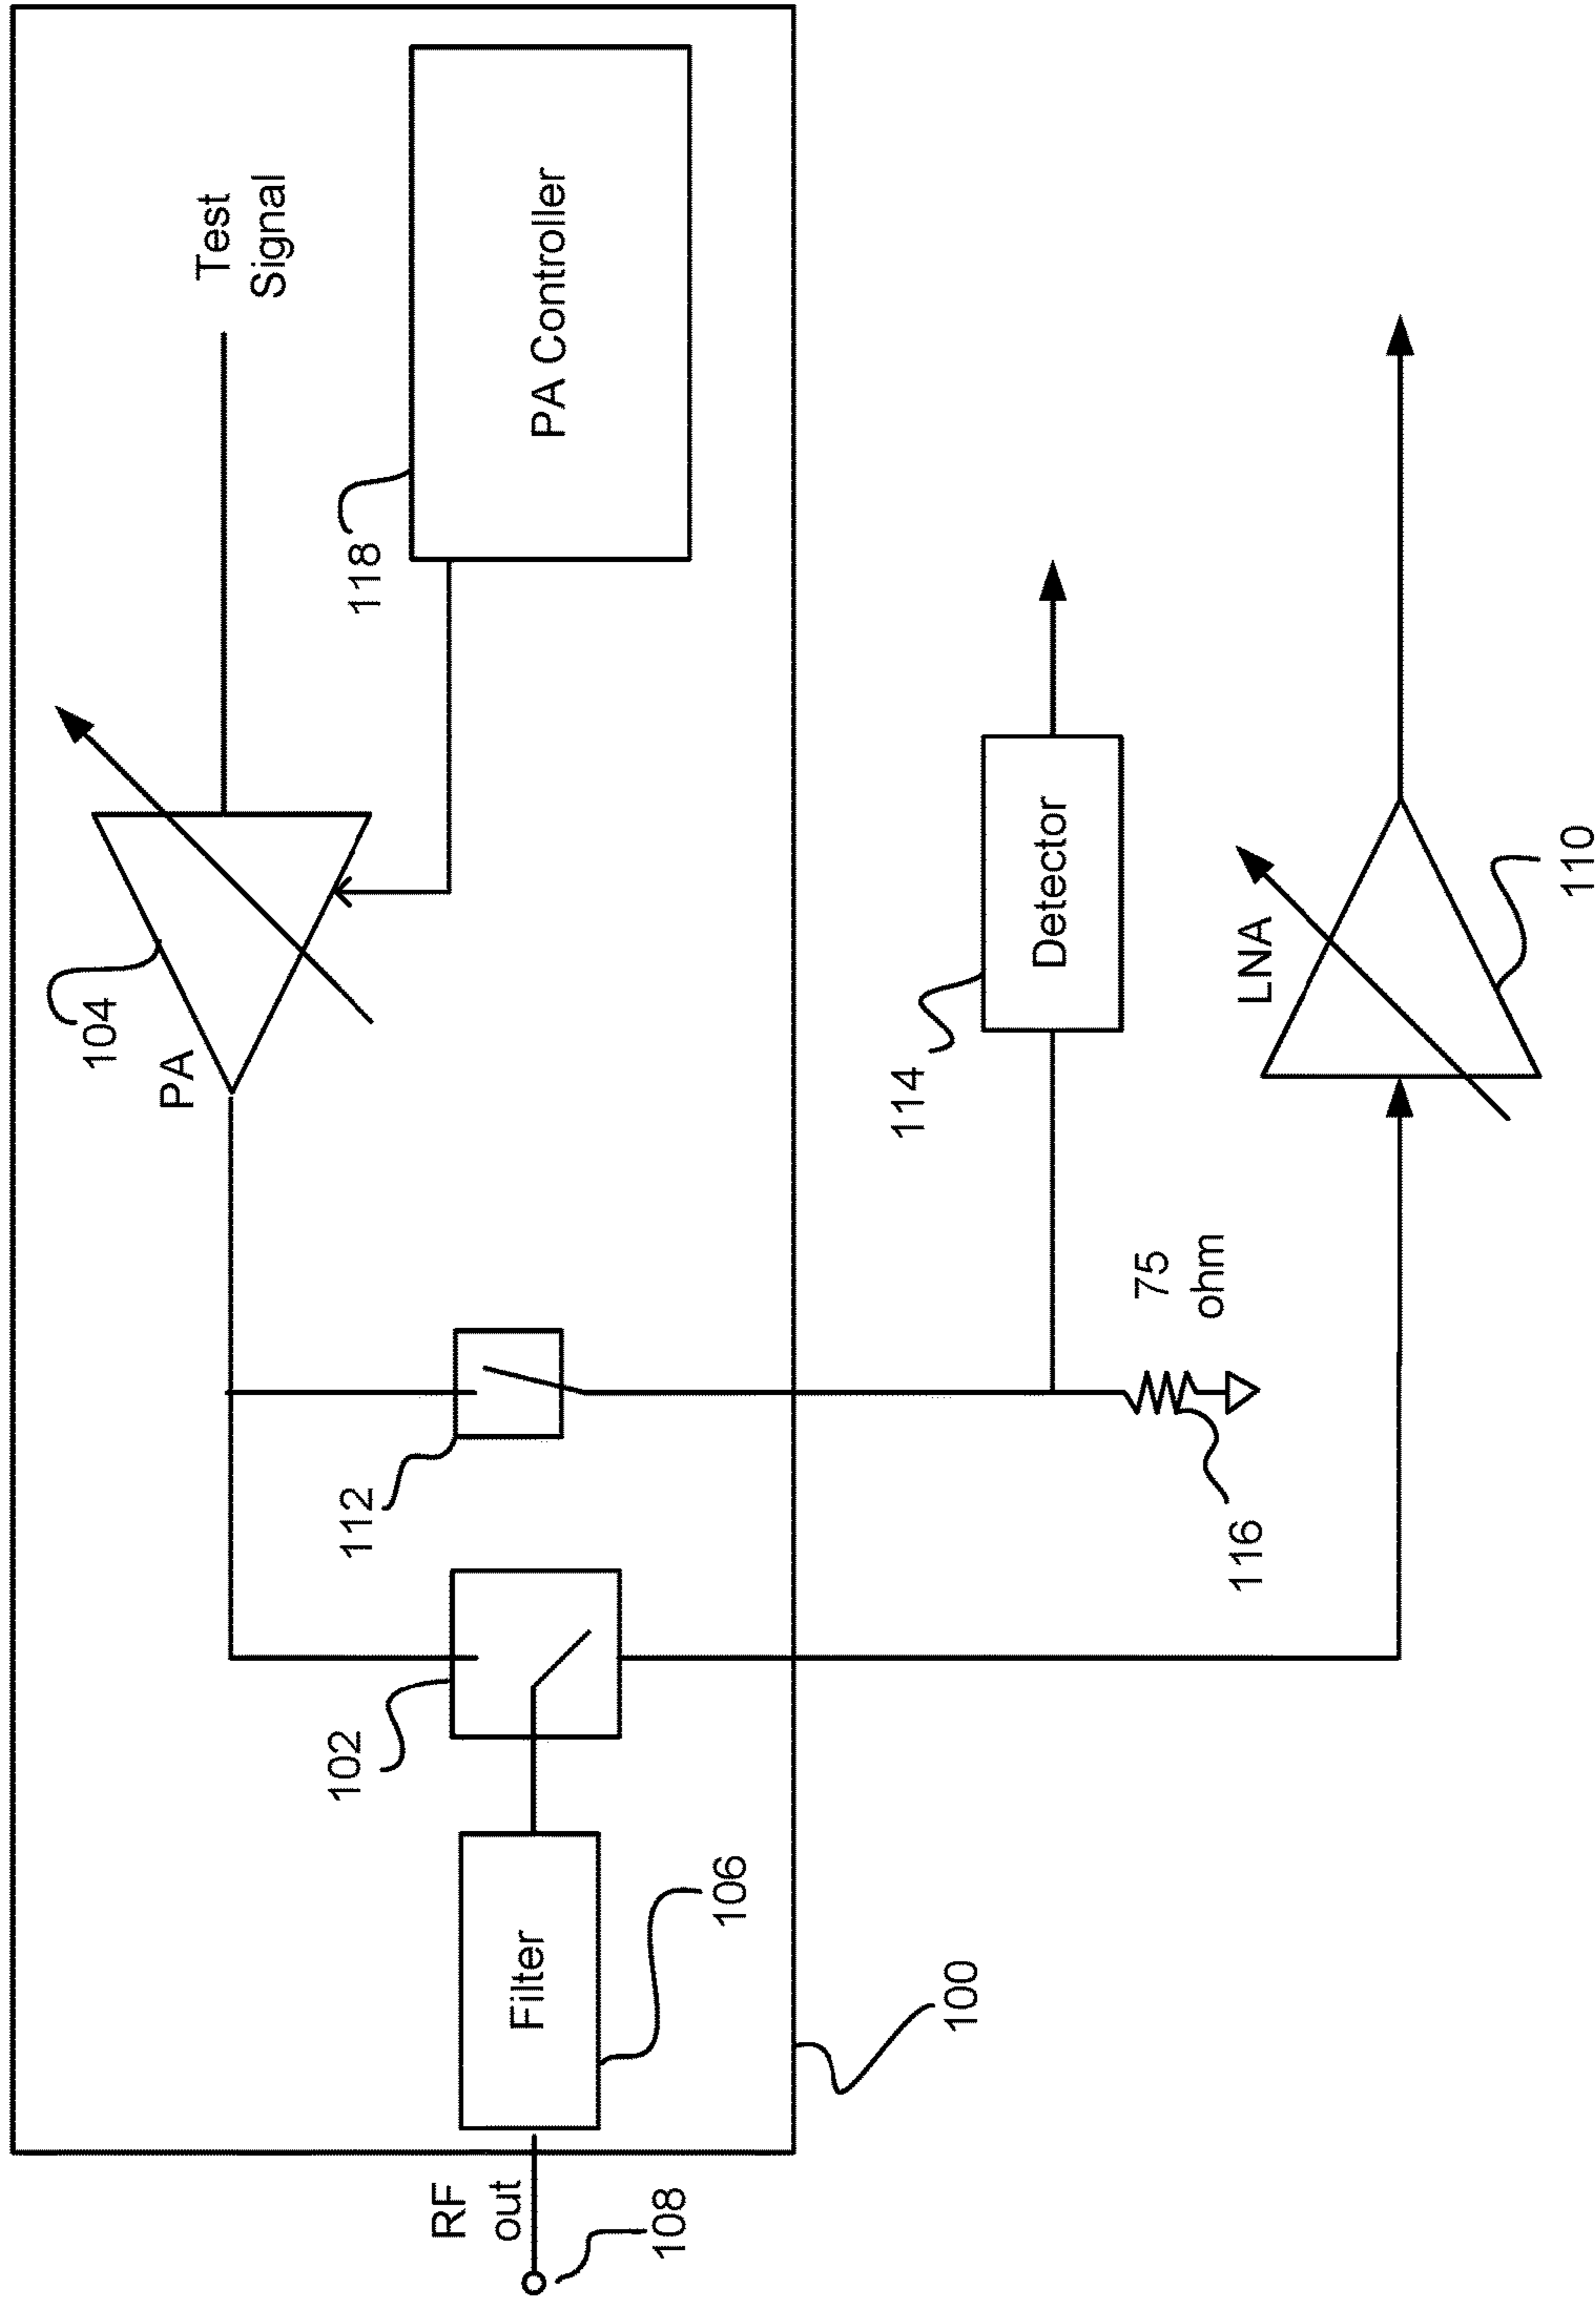 Test
Signal
PA Controller
118
104
PA
Detector
114
LNA
110
75
ohm
116
112
102
Filter
106
100
RF
out
108